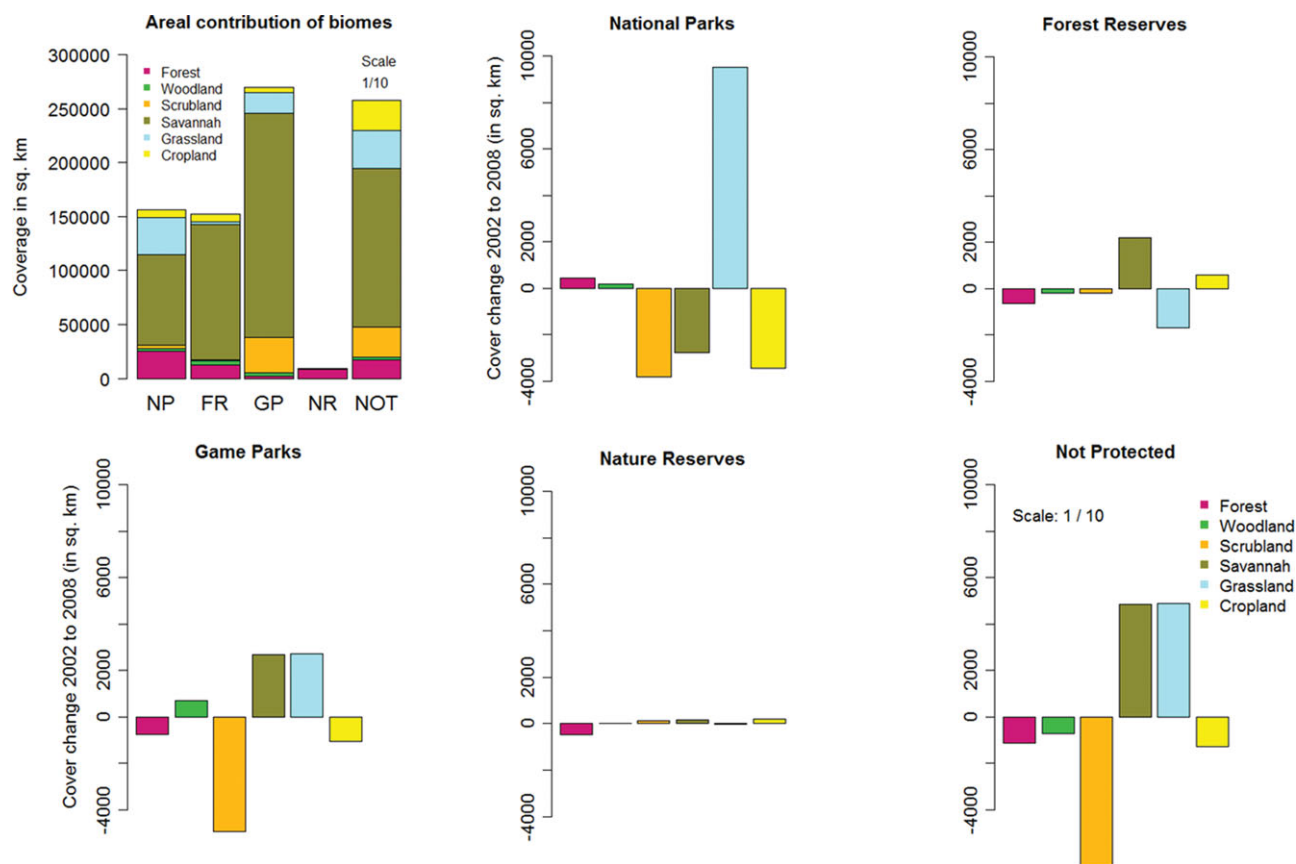 Areal contribution of biomes
Coverage in sq. km
300000
250000
200000
150000
100000
50000
0
Forest
Woodland
Scrubland
Savannah
Grassland
Cropland
Scale
1/10
NP FR GP NR NOT
National Parks
Cover change 2002 to 2008 (in sq. km)
10000
6000
2000
0
-4000
Forest Reserves
10000
6000
2000
0
-4000
Game Parks
Cover change 2002 to 2008 (in sq. km)
10000
6000
2000
0
-4000
Nature Reserves
10000
6000
2000
0
-4000
Not Protected
10000
6000
2000
0
-4000
Scale: 1 / 10
Forest
Woodland
Scrubland
Savannah
Grassland
Cropland